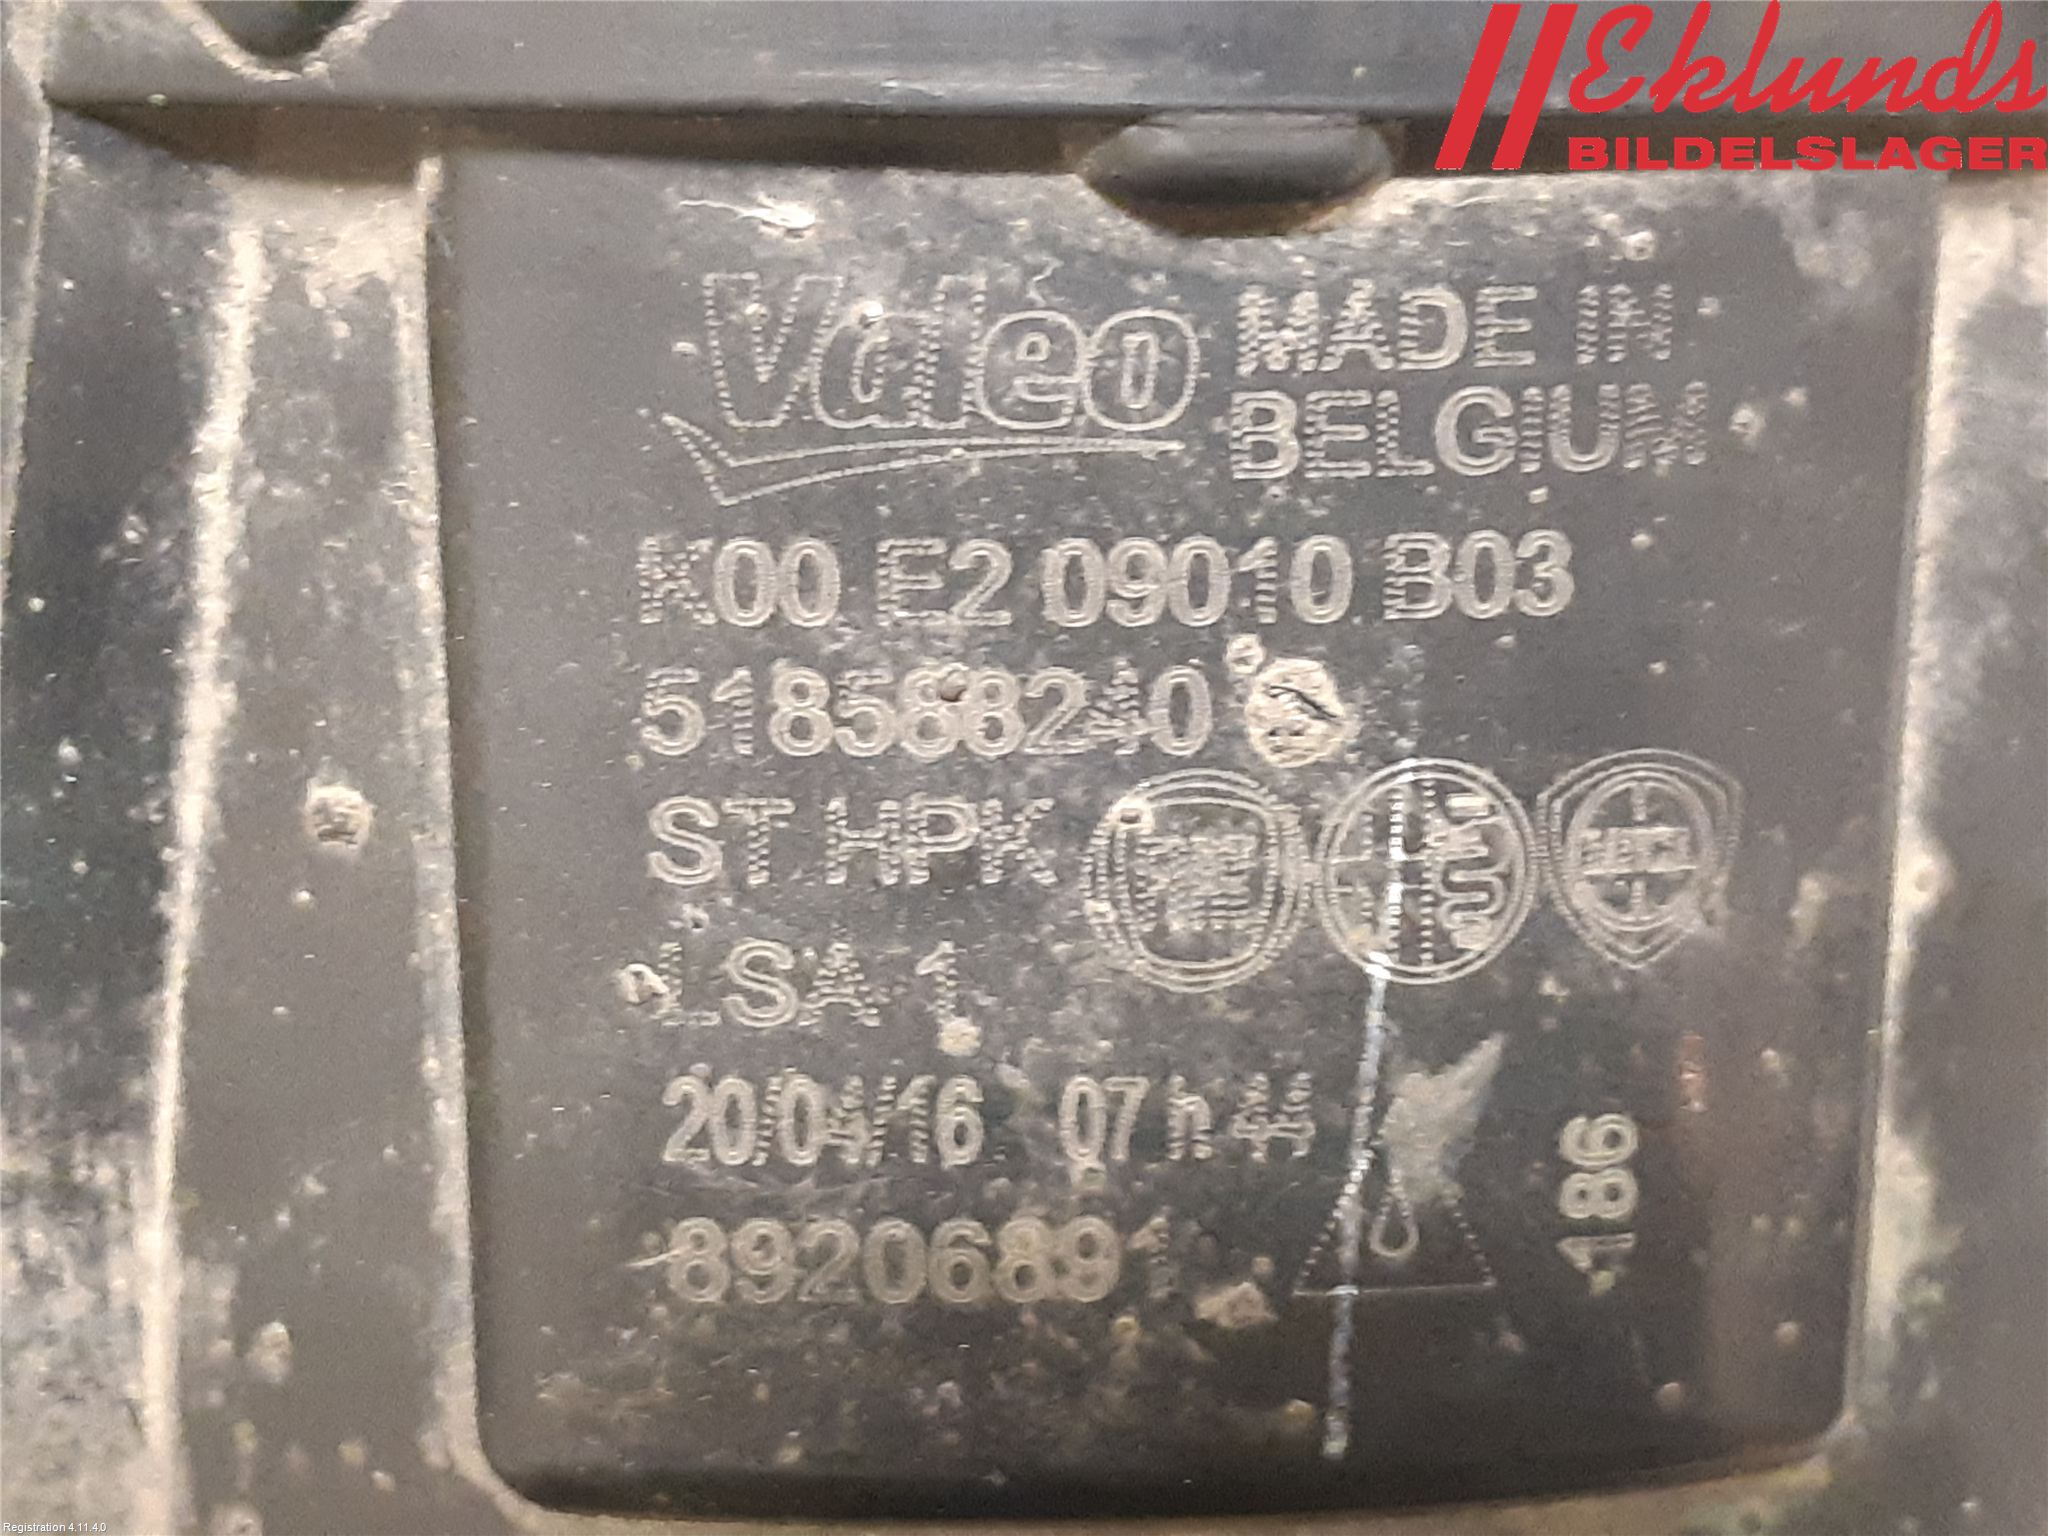 Eklunds
BILDELSLAGER
Valeo MADE IN
BELGIUM
K00 E2 09010 B03
518588240
ST HPK
LSA 1
20/04/16 07 h 44
186
89206891
Registration 4.11.4.0